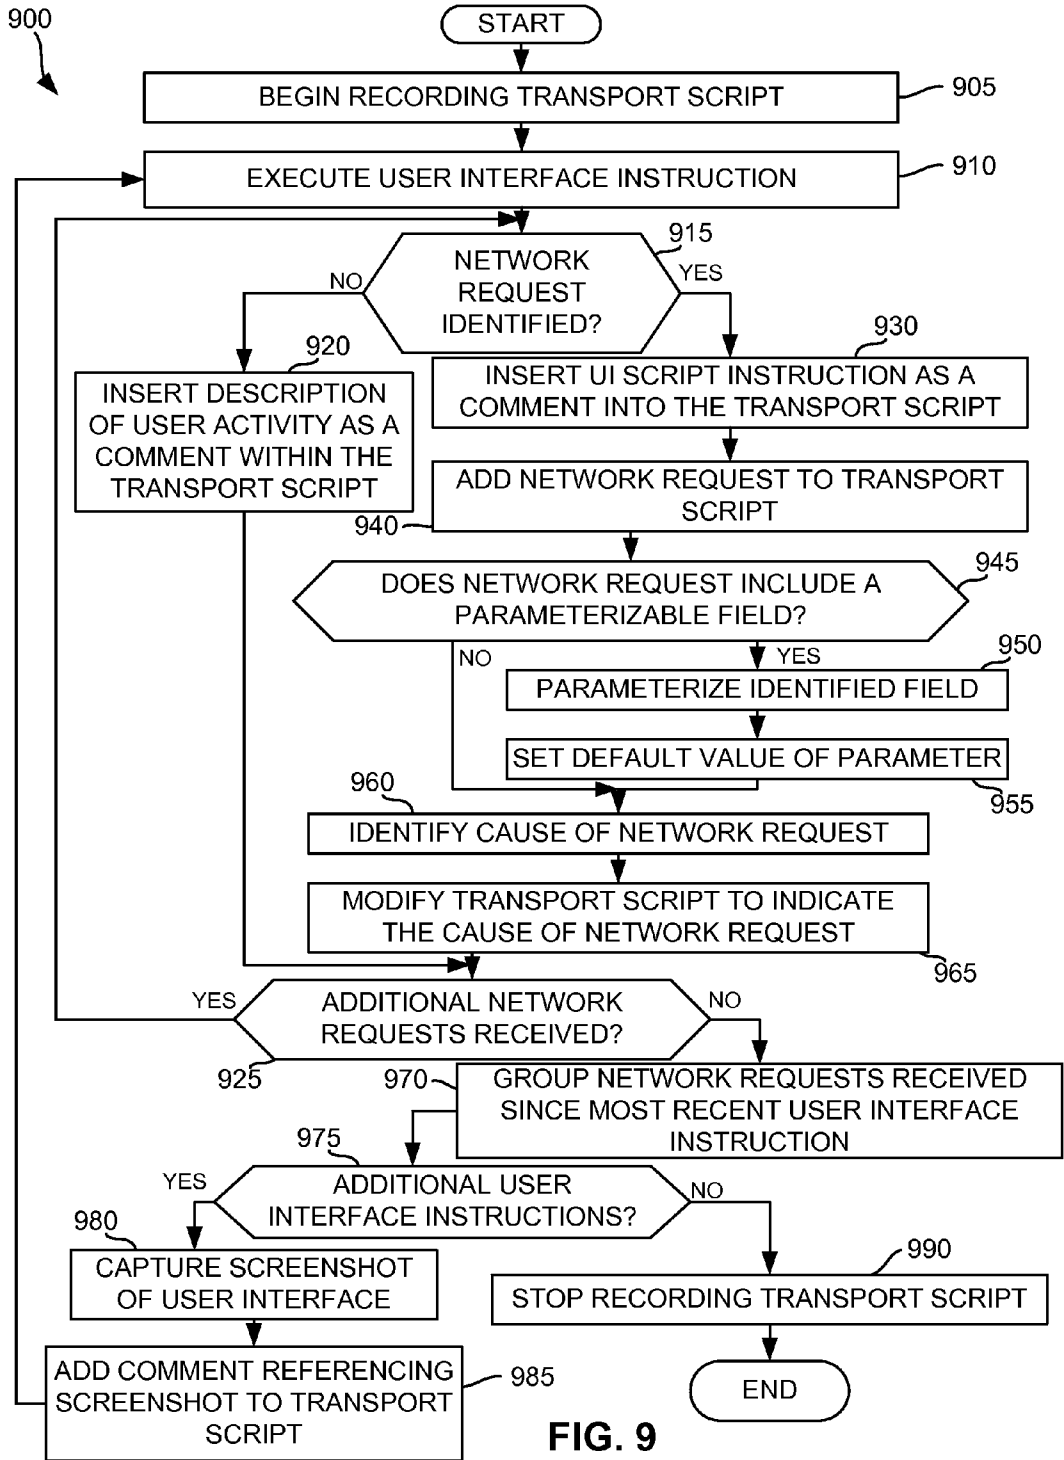 900
START
BEGIN RECORDING TRANSPORT SCRIPT
905
EXECUTE USER INTERFACE INSTRUCTION
910
915
NETWORK
REQUEST
IDENTIFIED?
NO
YES
920
INSERT DESCRIPTION
OF USER ACTIVITY AS A
COMMENT WITHIN THE
TRANSPORT SCRIPT
930
INSERT UI SCRIPT INSTRUCTION AS A
COMMENT INTO THE TRANSPORT SCRIPT
ADD NETWORK REQUEST TO TRANSPORT
SCRIPT
940
DOES NETWORK REQUEST INCLUDE A
PARAMETERIZABLE FIELD?
945
NO
YES
950
PARAMETERIZE IDENTIFIED FIELD
SET DEFAULT VALUE OF PARAMETER
955
960
IDENTIFY CAUSE OF NETWORK REQUEST
MODIFY TRANSPORT SCRIPT TO INDICATE
THE CAUSE OF NETWORK REQUEST
965
YES
ADDITIONAL NETWORK
REQUESTS RECEIVED?
NO
925
970
GROUP NETWORK REQUESTS RECEIVED
SINCE MOST RECENT USER INTERFACE
INSTRUCTION
975
YES
ADDITIONAL USER
INTERFACE INSTRUCTIONS?
NO
980
CAPTURE SCREENSHOT
OF USER INTERFACE
990
STOP RECORDING TRANSPORT SCRIPT
ADD COMMENT REFERENCING
SCREENSHOT TO TRANSPORT
SCRIPT
985
END
FIG. 9